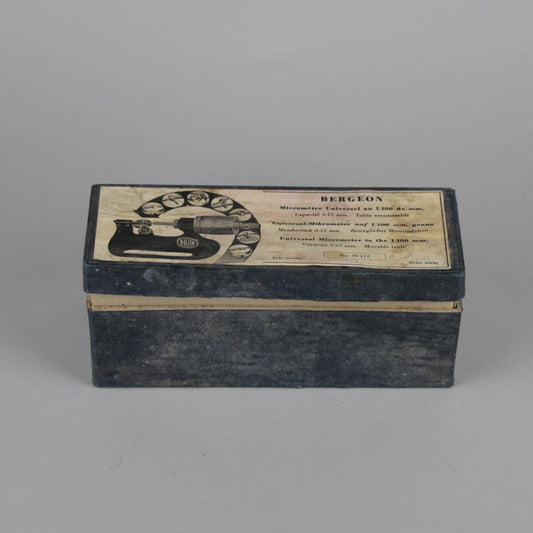 BERGEON
Micromètre Universel au 1/100 de mm.
Capacité 0-25 mm. Table escamotable
Universal-Mikrometer auf 1/100 mm. genau
Messbereich 0-25 mm. Bewegliches
Universal Micrometer to the 1/100 mm.
Capacity 0-25 mm. Movable table
No 30112
Swiss made